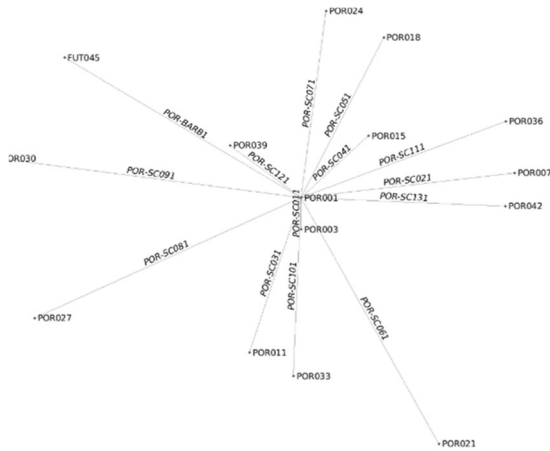 POR024
POR018
FUT045
POR-SC071
POR-SC051
POR-BARB1
POR036
POR015
POR039
POR-SC041
POR-SC111
OR030
POR-SC091
POR-SC121
POR-SC021
POR007
POR001
POR-SC131
POR042
POR-SC011
POR003
POR-SC081
POR-SC031
POR-SC101
POR-SC061
POR027
POR011
POR033
POR021